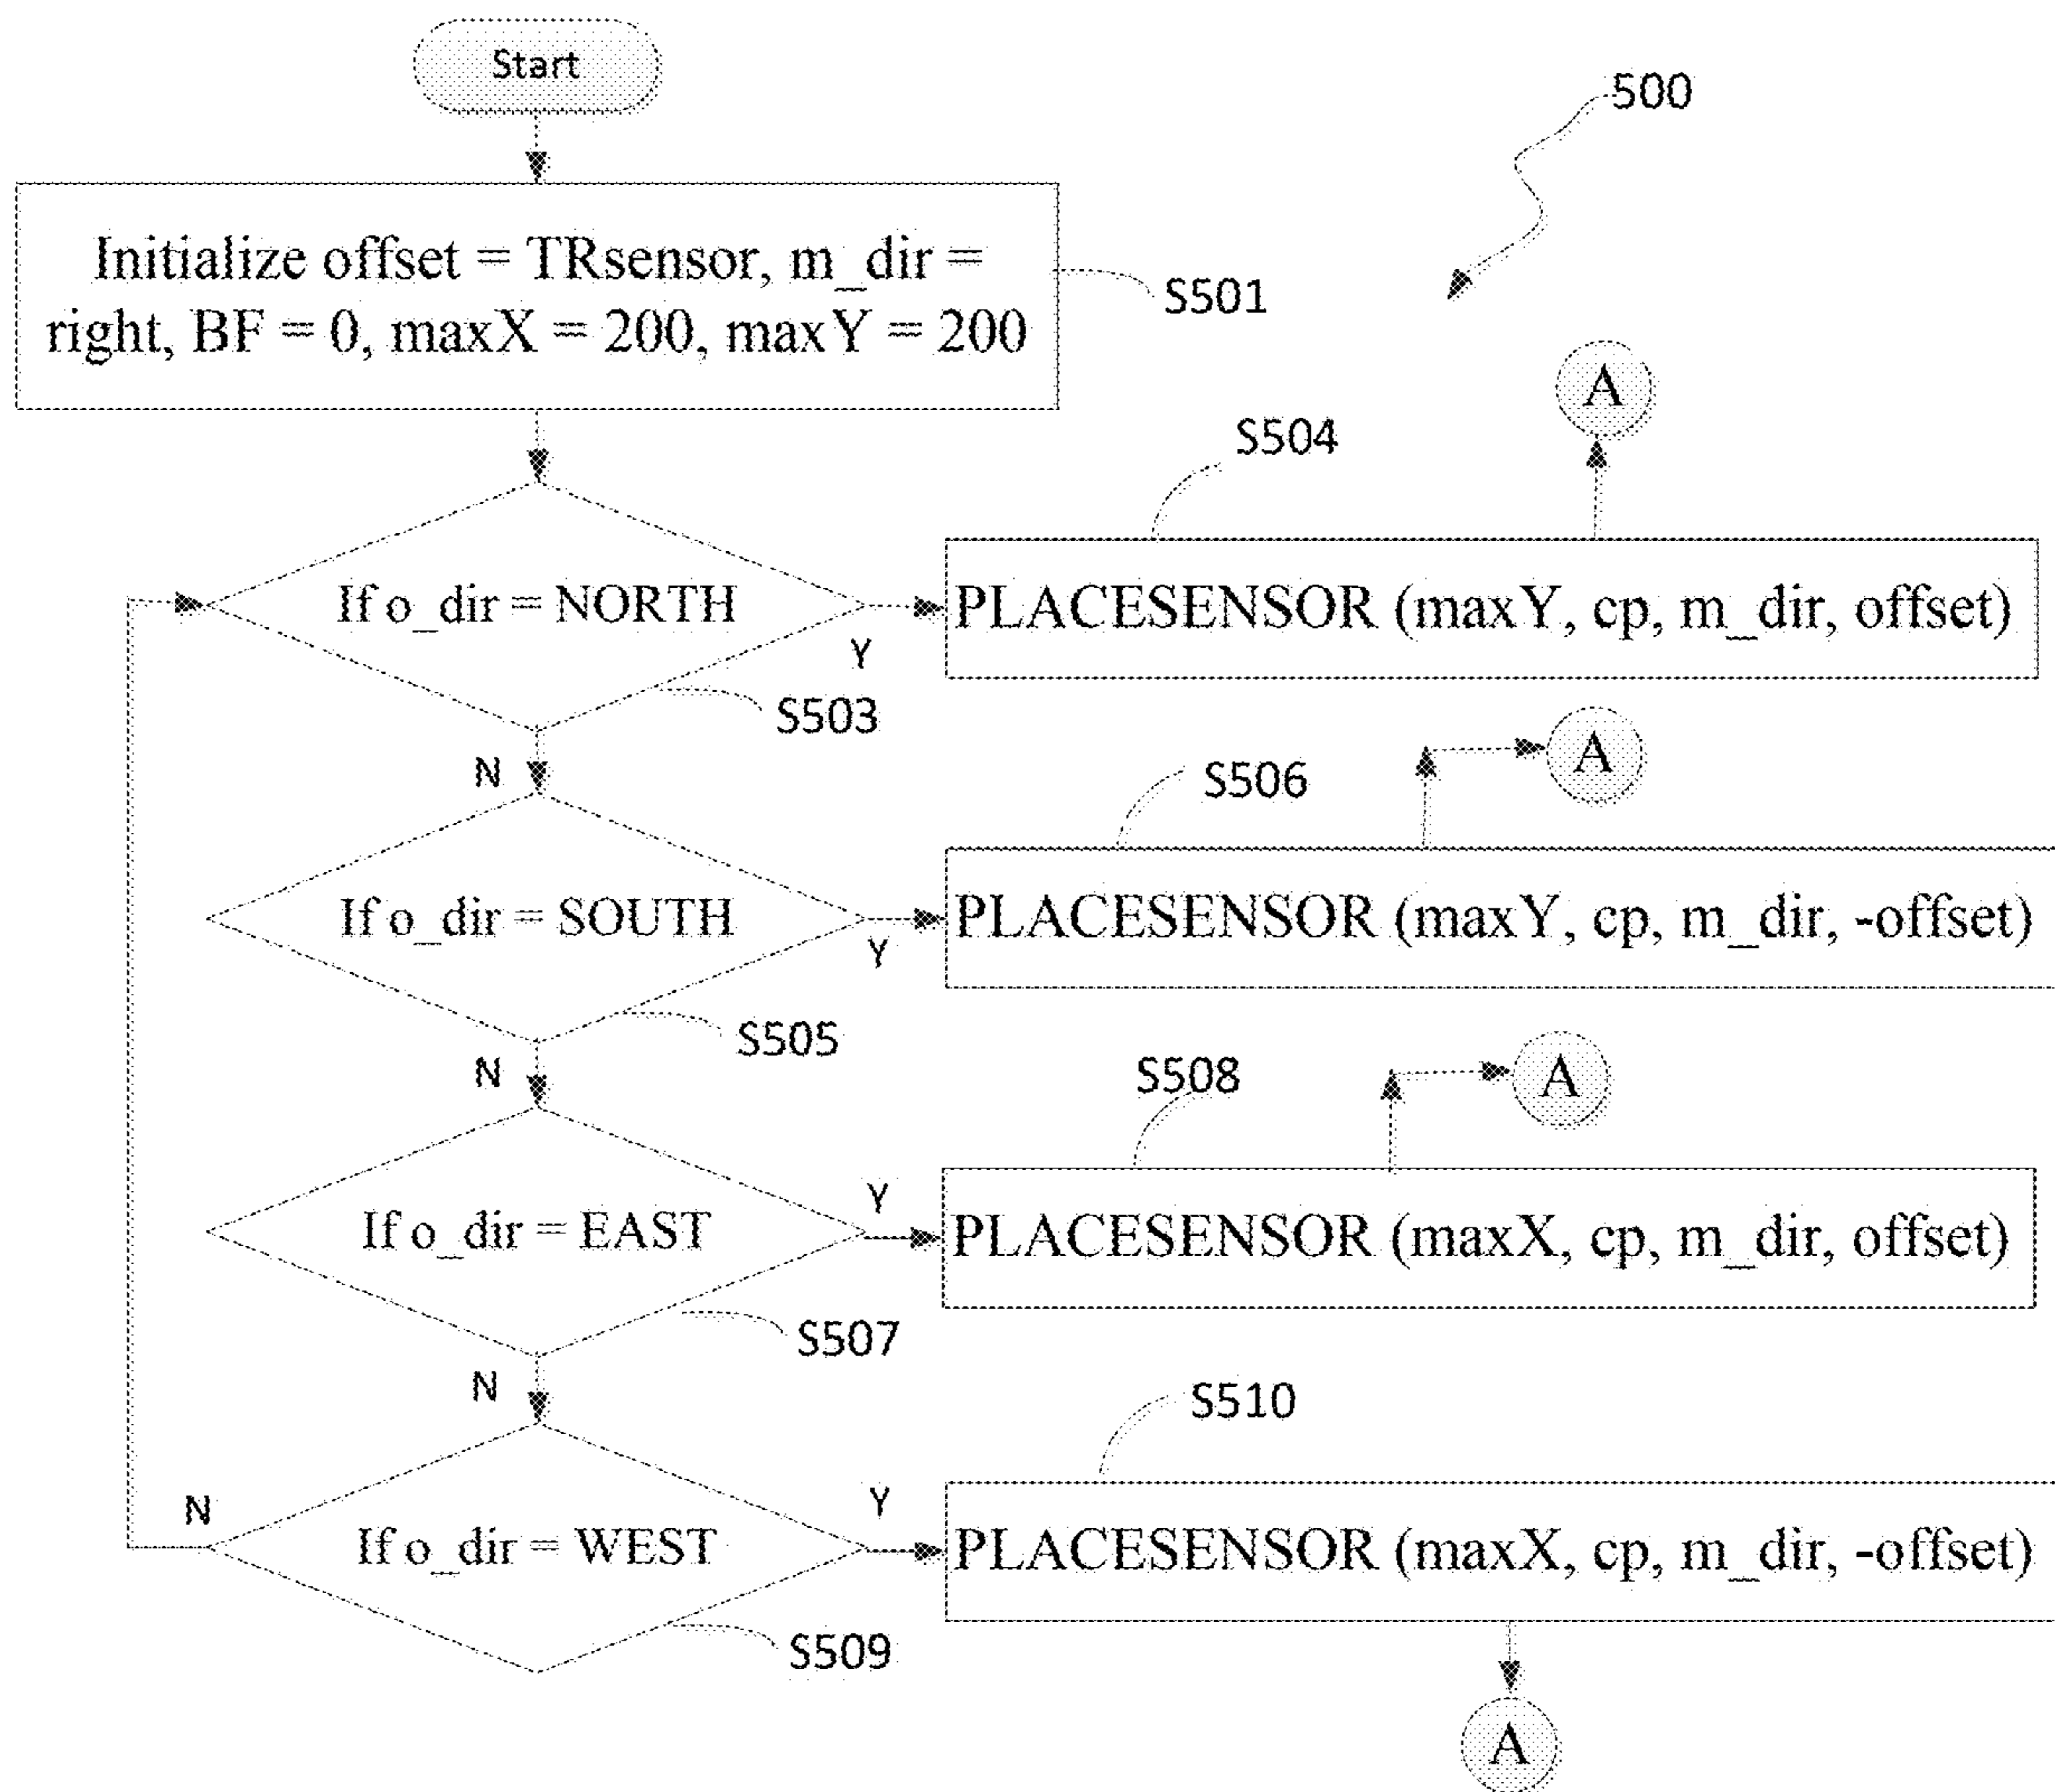 Start
500
Initialize offset = TRsensor, m_dir =
right, BF = 0, maxX = 200, maxY = 200
S501
A
S504
If o_dir = NORTH
Y
PLACESENSOR (maxY, cp, m_dir, offset)
S503
N
A
S506
If o_dir = SOUTH
Y
PLACESENSOR (maxY, cp, m_dir, -offset)
S505
N
A
S508
If o_dir = EAST
Y
PLACESENSOR (maxX, cp, m_dir, offset)
S507
N
S510
N
If o_dir = WEST
Y
PLACESENSOR (maxX, cp, m_dir, -offset)
S509
A